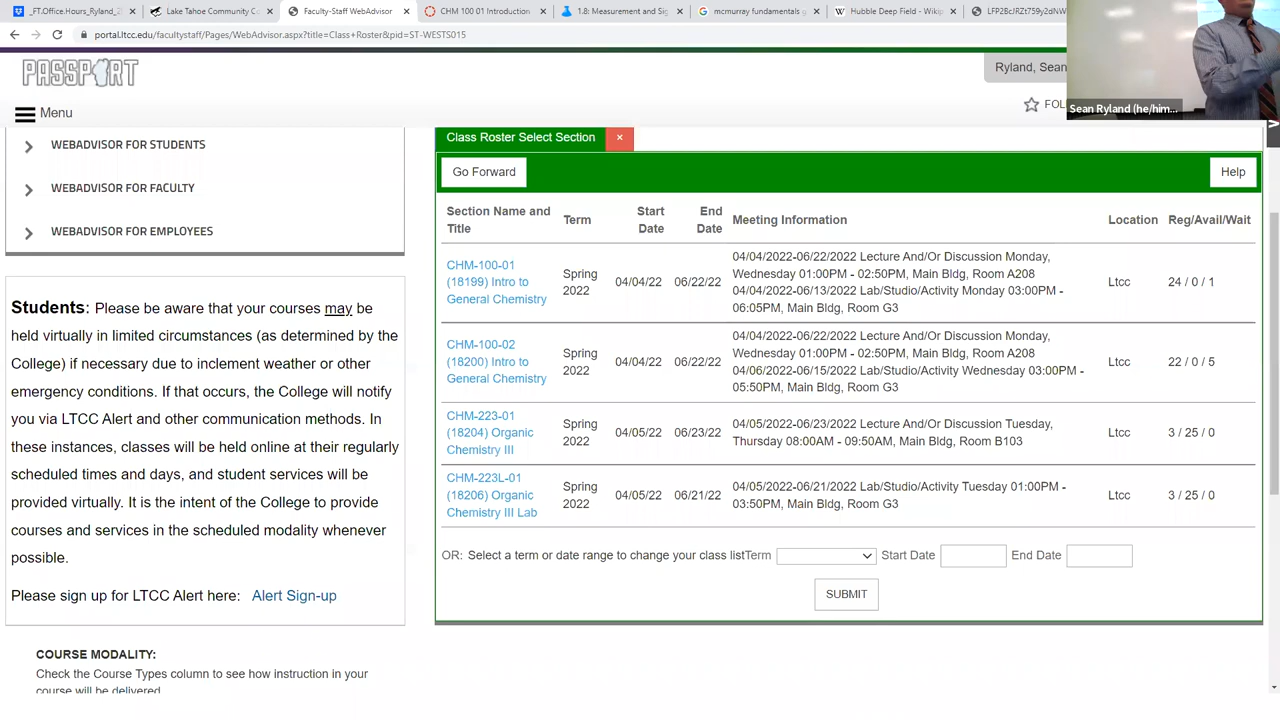 _FT.Office.Hours_Ryland_2
Lake Tahoe Community C
Faculty-Staff WebAdvisor
CHM 100 01 Introduction
1.8: Measurement and Sig
mcmurray fundamentals g
Hubble Deep Field - Wikip
LFP2Bc/RZt759y2dNW
portal.ltcc.edu/facultystaff/Pages/WebAdvisor.aspx?title=Class+Roster&pid=ST-WESTS015
PASSPORT
Ryland, Sean
Menu
FOL
Sean Ryland (he/him...
WEBADVISOR FOR STUDENTS
WEBADVISOR FOR FACULTY
WEBADVISOR FOR EMPLOYEES
Students: Please be aware that your courses may be
held virtually in limited circumstances (as determined by the
College) if necessary due to inclement weather or other
emergency conditions. If that occurs, the College will notify
you via LTCC Alert and other communication methods. In
these instances, classes will be held online at their regularly
scheduled times and days, and student services will be
provided virtually. It is the intent of the College to provide
courses and services in the scheduled modality whenever
possible.
Please sign up for LTCC Alert here: Alert Sign-up
COURSE MODALITY:
Check the Course Types column to see how instruction in your
course will be delivered
Class Roster Select Section ×
Go Forward
Help
Section Name and Title Term Start Date End Date Meeting Information Location Reg/Avail/Wait
CHM-100-01
(18199) Intro to
General Chemistry
Spring
2022
04/04/22 06/22/22
04/04/2022-06/22/2022 Lecture And/Or Discussion Monday,
Wednesday 01:00PM - 02:50PM, Main Bldg, Room A208
04/04/2022-06/13/2022 Lab/Studio/Activity Monday 03:00PM -
06:05PM, Main Bldg, Room G3
Ltcc 24 / 0 / 1
CHM-100-02
(18200) Intro to
General Chemistry
Spring
2022
04/04/22 06/22/22
04/04/2022-06/22/2022 Lecture And/Or Discussion Monday,
Wednesday 01:00PM - 02:50PM, Main Bldg, Room A208
04/06/2022-06/15/2022 Lab/Studio/Activity Wednesday 03:00PM -
05:50PM, Main Bldg, Room G3
Ltcc 22 / 0 / 5
CHM-223-01
(18204) Organic
Chemistry III
Spring
2022
04/05/22 06/23/22
04/05/2022-06/23/2022 Lecture And/Or Discussion Tuesday,
Thursday 08:00AM - 09:50AM, Main Bldg, Room B103
Ltcc 3 / 25 / 0
CHM-223L-01
(18206) Organic
Chemistry III Lab
Spring
2022
04/05/22 06/21/22
04/05/2022-06/21/2022 Lab/Studio/Activity Tuesday 01:00PM -
03:50PM, Main Bldg, Room G3
Ltcc 3 / 25 / 0
OR: Select a term or date range to change your class listTerm Start Date End Date
SUBMIT